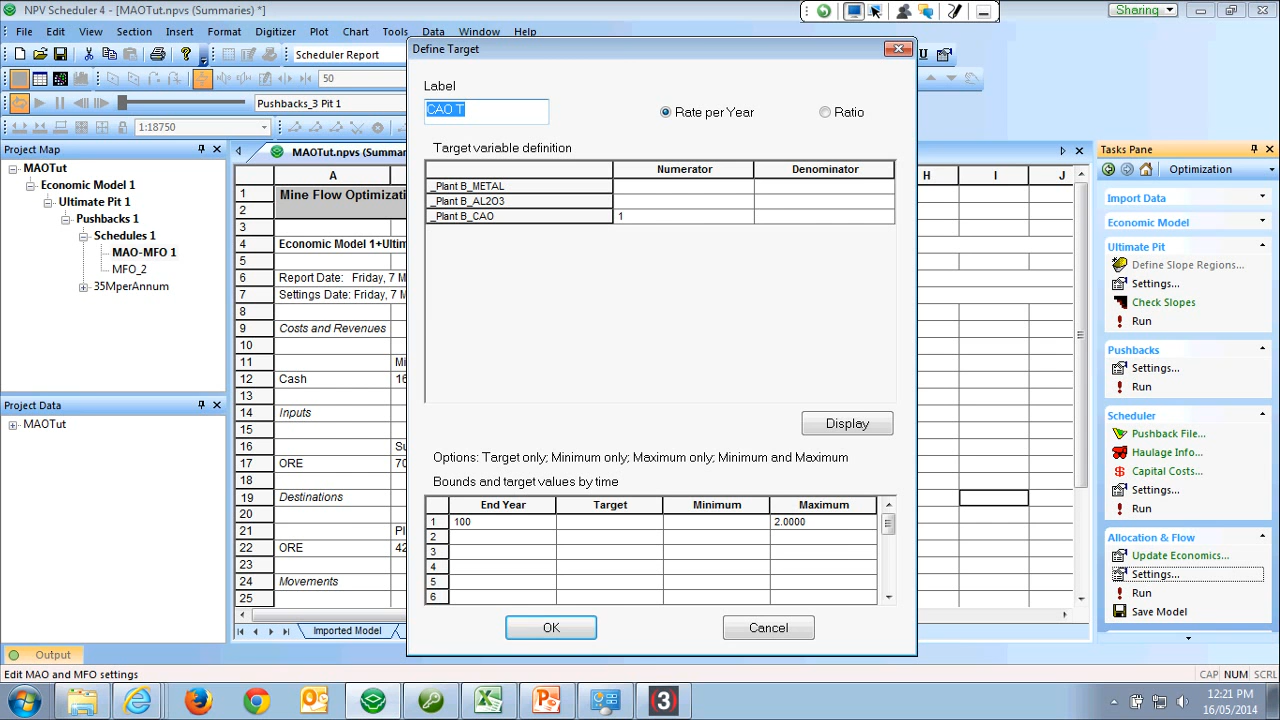 NPV Scheduler 4 - [MAOTut.npvs (Summaries) *]
Sharing
File Edit View Section Insert Format Digitizer Plot Chart Tools Data Window Help
Scheduler Report
U
50
Pushbacks_3 Pit 1
1:18750
Project Map
MAOTut
Economic Model 1
Ultimate Pit 1
Pushbacks 1
Schedules 1
MAO-MFO 1
MFO_2
35MperAnnum
Project Data
MAOTut
MAOTut.npvs (Summar
A
H I J
1 Mine Flow Optimizati
2
3
4 Economic Model 1+Ultim
5
6 Report Date: Friday, 7 M
7 Settings Date: Friday, 7 M
8
9 Costs and Revenues
10
11 Mi
12 Cash 16
13
14 Inputs
15
16 Su
17 ORE 70
18
19 Destinations
20
21 Pl
22 ORE 42
23
24 Movements
25
Imported Model
Define Target
Label
CAO T
Rate per Year
Ratio
Target variable definition
Numerator Denominator
_Plant B_METAL
_Plant B_AL2O3
_Plant B_CAO 1
Display
Options: Target only; Minimum only; Maximum only; Minimum and Maximum
Bounds and target values by time
End Year Target Minimum Maximum
1 100 2.0000
2
3
4
5
6
OK Cancel
Tasks Pane
Optimization
Import Data
Economic Model
Ultimate Pit
Define Slope Regions...
Settings...
Check Slopes
Run
Pushbacks
Settings...
Run
Scheduler
Pushback File...
Haulage Info...
Capital Costs...
Settings...
Run
Allocation & Flow
Update Economics...
Settings...
Run
Save Model
Output
Edit MAO and MFO settings
CAP NUM SCRL
12:21 PM
16/05/2014